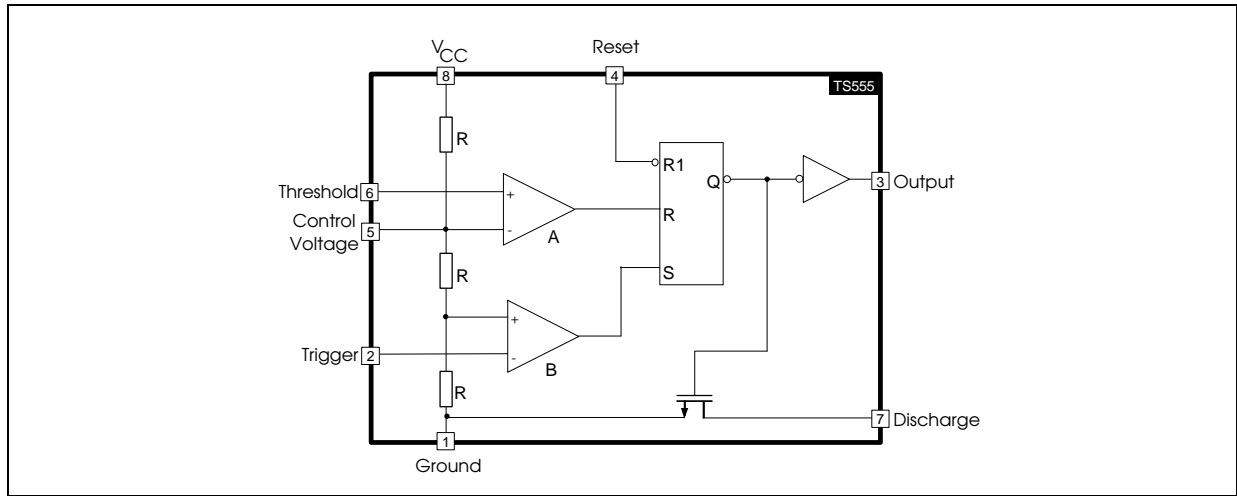 VCC
Reset
8
4
TS555
R
R1
Threshold
6
+
Q
3
Output
Control
Voltage
5
-
A
R
R
S
+
Trigger
2
-
B
R
7
Discharge
1
Ground